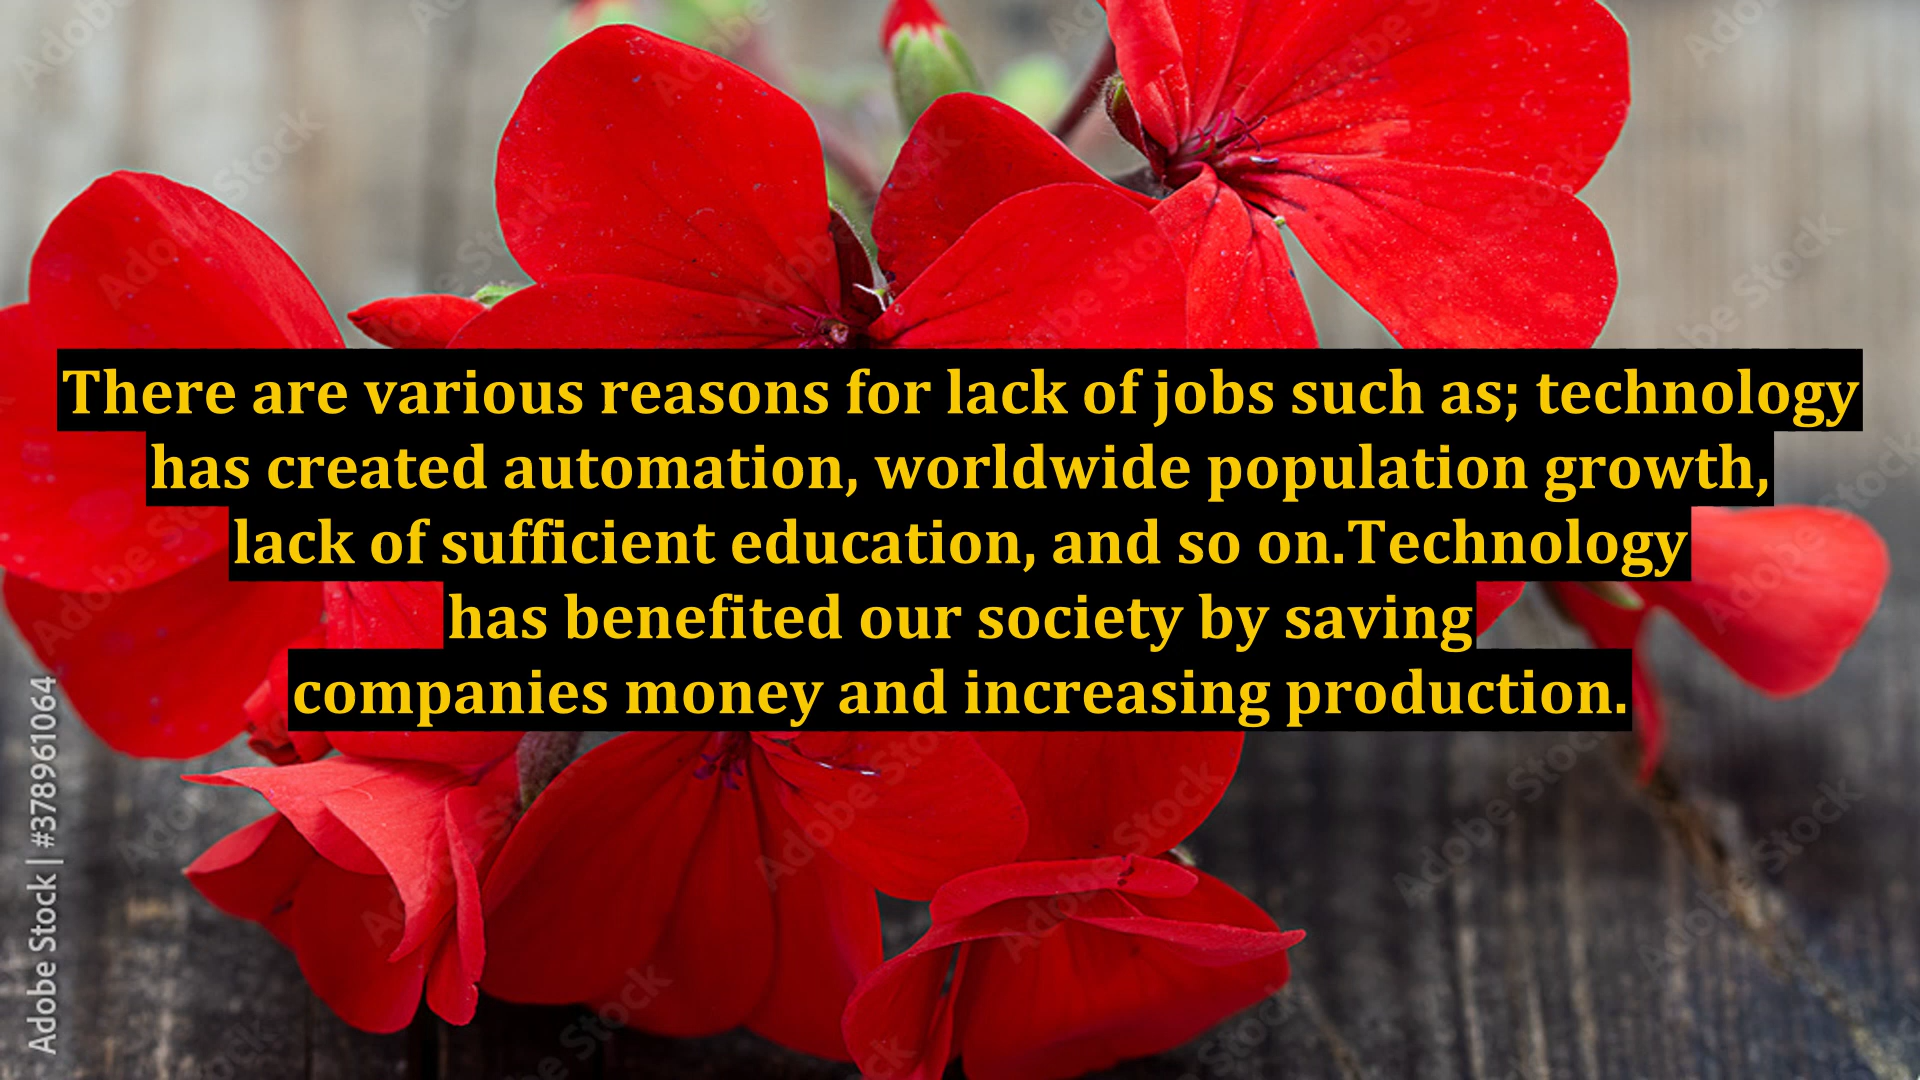 There are various reasons for lack of jobs such as; technology
has created automation, worldwide population growth,
lack of sufficient education, and so on.Technology
has benefited our society by saving
companies money and increasing production.
Adobe Stock | #378961064